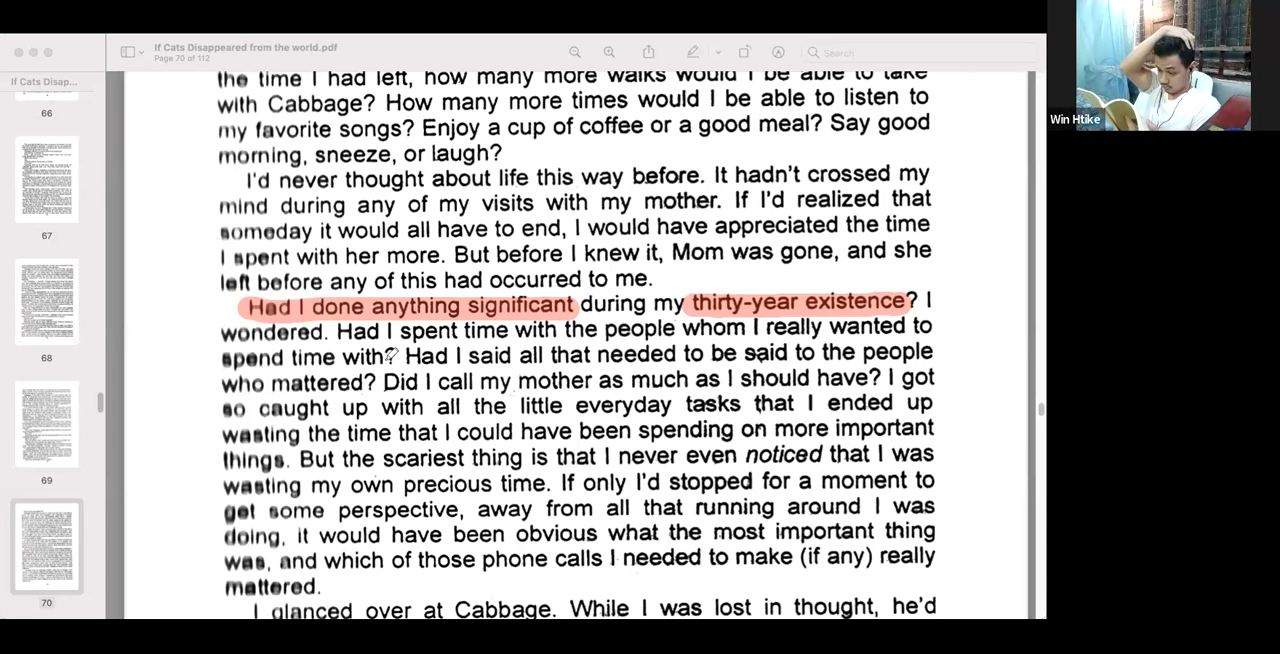 If Cats Disappeared from the world.pdf
Page 70 of 112
Search
If Cats Disap...
66
67
68
69
70
Win Htike
the time I had left, how many more walks would I be able to take
with Cabbage? How many more times would I be able to listen to
my favorite songs? Enjoy a cup of coffee or a good meal? Say good
morning, sneeze, or laugh?
I'd never thought about life this way before. It hadn't crossed my
mind during any of my visits with my mother. If I'd realized that
someday it would all have to end, I would have appreciated the time
I spent with her more. But before I knew it, Mom was gone, and she
left before any of this had occurred to me.
Had I done anything significant during my thirty-year existence? I
wondered. Had I spent time with the people whom I really wanted to
spend time with? Had I said all that needed to be said to the people
who mattered? Did I call my mother as much as I should have? I got
so caught up with all the little everyday tasks that I ended up
wasting the time that I could have been spending on more important
things. But the scariest thing is that I never even noticed that I was
wasting my own precious time. If only I'd stopped for a moment to
get some perspective, away from all that running around I was
doing, it would have been obvious what the most important thing
was, and which of those phone calls I needed to make (if any) really
mattered.
I glanced over at Cabbage. While I was lost in thought, he'd